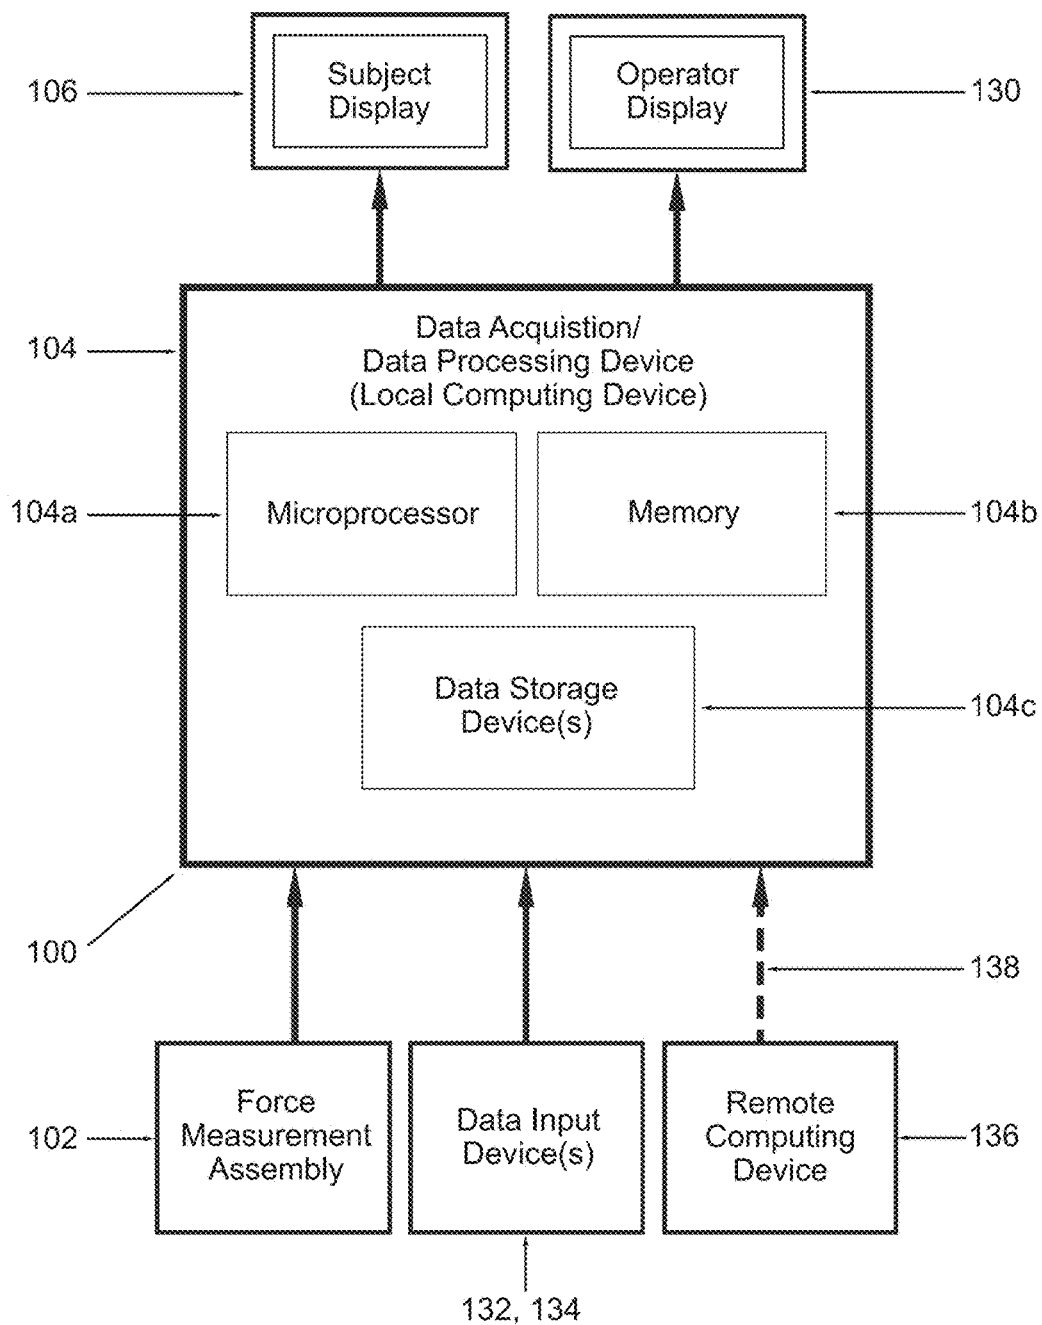 Subject
Display
Operator
Display
106
130
Data Acquistion/
Data Processing Device
(Local Computing Device)
104
Microprocessor
Memory
104a
104b
Data Storage
Device(s)
104c
100
138
Force
Measurement
Assembly
Data Input
Device(s)
Remote
Computing
Device
102
136
132, 134